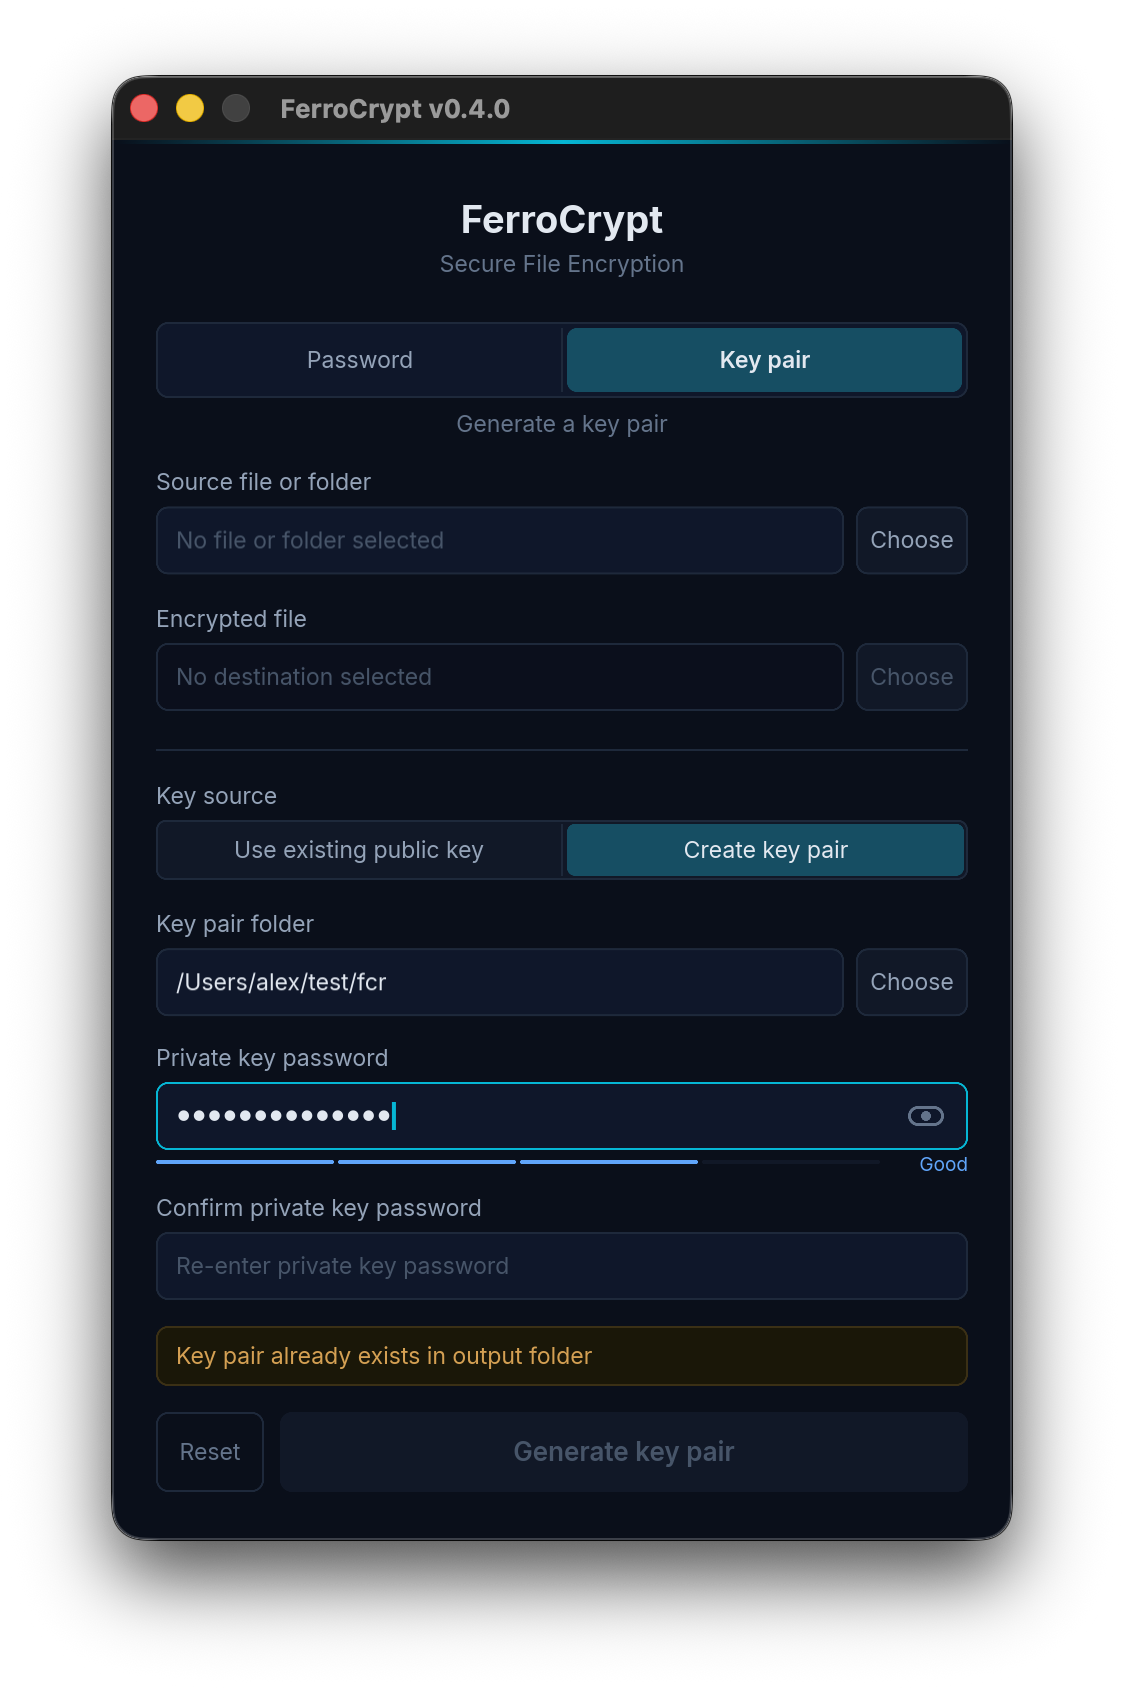 FerroCrypt v0.4.0
FerroCrypt
Secure File Encryption
Password
Key pair
Generate a key pair
Source file or folder
No file or folder selected
Choose
Encrypted file
No destination selected
Choose
Key source
Use existing public key
Create key pair
Key pair folder
/Users/alex/test/fcr
Choose
Private key password
●●●●●●●●●●●●●●
Good
Confirm private key password
Re-enter private key password
Key pair already exists in output folder
Reset
Generate key pair